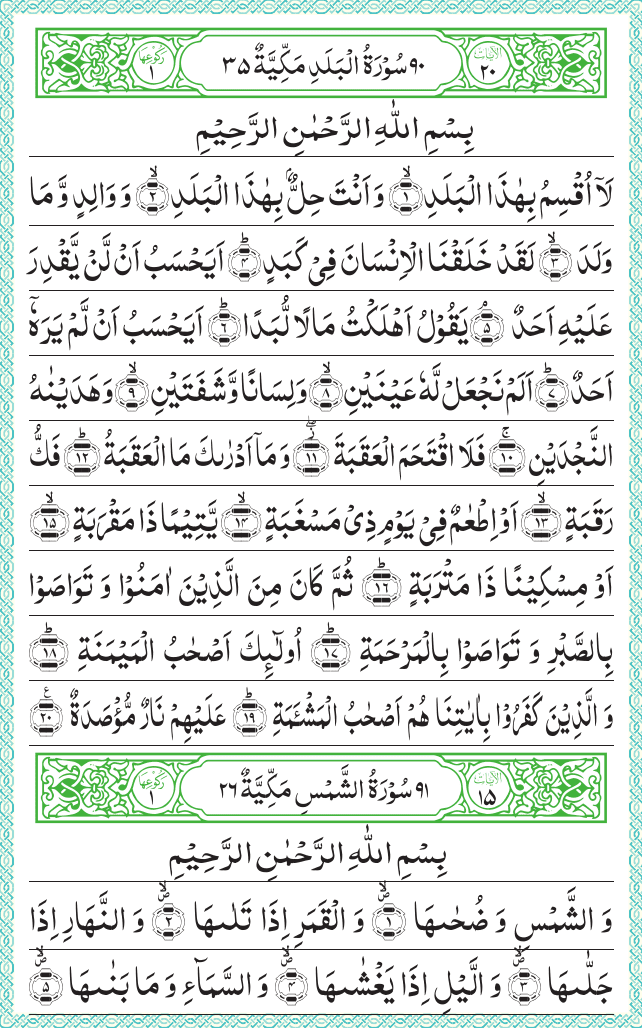 الآيات ٢٠ ٩٠ سُوْرَةُ الْبَلَدِ مَكِّيَّةٌ ٣٥ رُكُوْعُهَا ١
بِسْمِ اللّٰهِ الرَّحْمٰنِ الرَّحِيْمِ
لَاۤ اُقْسِمُ بِهٰذَا الْبَلَدِۙ ۝١ وَ اَنْتَ حِلٌّۢ بِهٰذَا الْبَلَدِۙ ۝٢ وَ وَالِدٍ وَّ مَا
وَلَدَۙ ۝٣ لَقَدْ خَلَقْنَا الْاِنْسَانَ فِیْ كَبَدٍؕ ۝٤ اَیَحْسَبُ اَنْ لَّنْ یَّقْدِرَ
عَلَیْهِ اَحَدٌۘ ۝٥ یَقُوْلُ اَهْلَكْتُ مَالًا لُّبَدًاؕ ۝٦ اَیَحْسَبُ اَنْ لَّمْ یَرَهٗۤ
اَحَدٌؕ ۝٧ اَلَمْ نَجْعَلْ لَّهٗ عَیْنَیْنِۙ ۝٨ وَ لِسَانًا وَّ شَفَتَیْنِۙ ۝٩ وَ هَدَیْنٰهُ
النَّجْدَیْنِۚ ۝١٠ فَلَا اقْتَحَمَ الْعَقَبَةَؗۖ ۝١١ وَ مَاۤ اَدْرٰىكَ مَا الْعَقَبَةُؕ ۝١٢ فَكُّ
رَقَبَةٍۙ ۝١٣ اَوْ اِطْعٰمٌ فِیْ یَوْمٍ ذِیْ مَسْغَبَةٍۙ ۝١٤ یَّتِیْمًا ذَا مَقْرَبَةٍۙ ۝١٥
اَوْ مِسْكِیْنًا ذَا مَتْرَبَةٍؕ ۝١٦ ثُمَّ كَانَ مِنَ الَّذِیْنَ اٰمَنُوْا وَ تَوَاصَوْا
بِالصَّبْرِ وَ تَوَاصَوْا بِالْمَرْحَمَةِؕ ۝١٧ اُولٰٓىِٕكَ اَصْحٰبُ الْمَیْمَنَةِؕ ۝١٨
وَ الَّذِیْنَ كَفَرُوْا بِاٰیٰتِنَا هُمْ اَصْحٰبُ الْمَشْـَٔمَةِؕ ۝١٩ عَلَیْهِمْ نَارٌ مُّؤْصَدَةٌ۠ ۝٢٠
الآيات ١٥ ٩١ سُوْرَةُ الشَّمْسِ مَكِّيَّةٌ ٢٦ رُكُوْعُهَا ١
بِسْمِ اللّٰهِ الرَّحْمٰنِ الرَّحِيْمِ
وَ الشَّمْسِ وَ ضُحٰىهَاۙۖ ۝١ وَ الْقَمَرِ اِذَا تَلٰىهَاۙۖ ۝٢ وَ النَّهَارِ اِذَا
جَلّٰىهَاۙۖ ۝٣ وَ الَّیْلِ اِذَا یَغْشٰىهَاۙۖ ۝٤ وَ السَّمَآءِ وَ مَا بَنٰىهَاۙۖ ۝٥